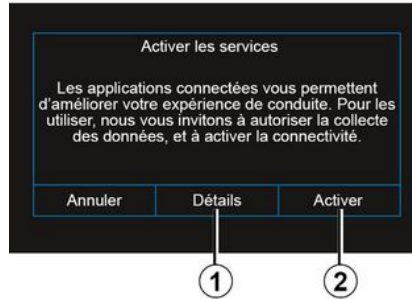 Activer les services
Les applications connectées vous permettent
d'améliorer votre expérience de conduite. Pour les
utiliser, nous vous invitons à autoriser la collecte
des données, et à activer la connectivité.
Annuler Détails Activer
1 2